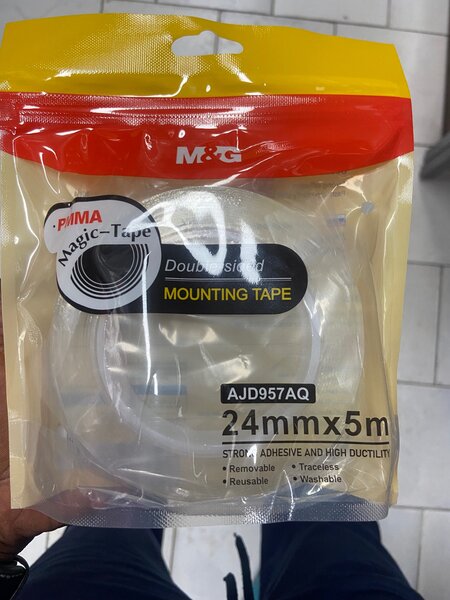 M&G
PMMA
Magic-Tape
Double-sided
MOUNTING TAPE
AJD957AQ
24mmx5m
STRONG ADHESIVE AND HIGH DUCTILITY
• Removable • Traceless
• Reusable • Washable